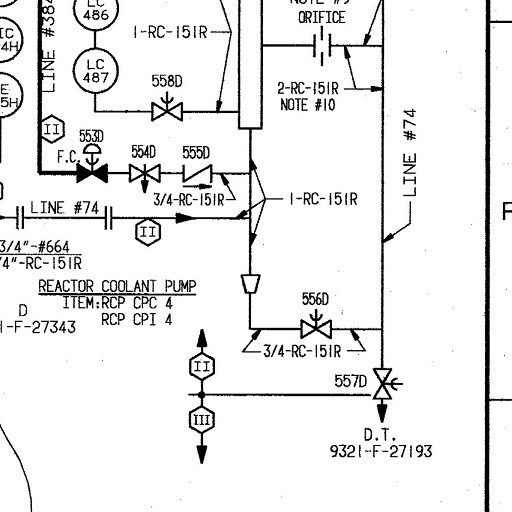 NOTE #9
ORIFICE
LC
486
1-RC-151R
LINE #384
LC
487
2-RC-151R
NOTE #10
558D
LINE #74
II
553D
F.C.
554D
555D
3/4-RC-151R
1-RC-151R
LINE #74
II
3/4"-#664
/4"-RC-151R
REACTOR COOLANT PUMP
ITEM:RCP CPC 4
RCP CPI 4
D
1-F-27343
556D
3/4-RC-151R
II
557D
III
D.T.
9321-F-27193